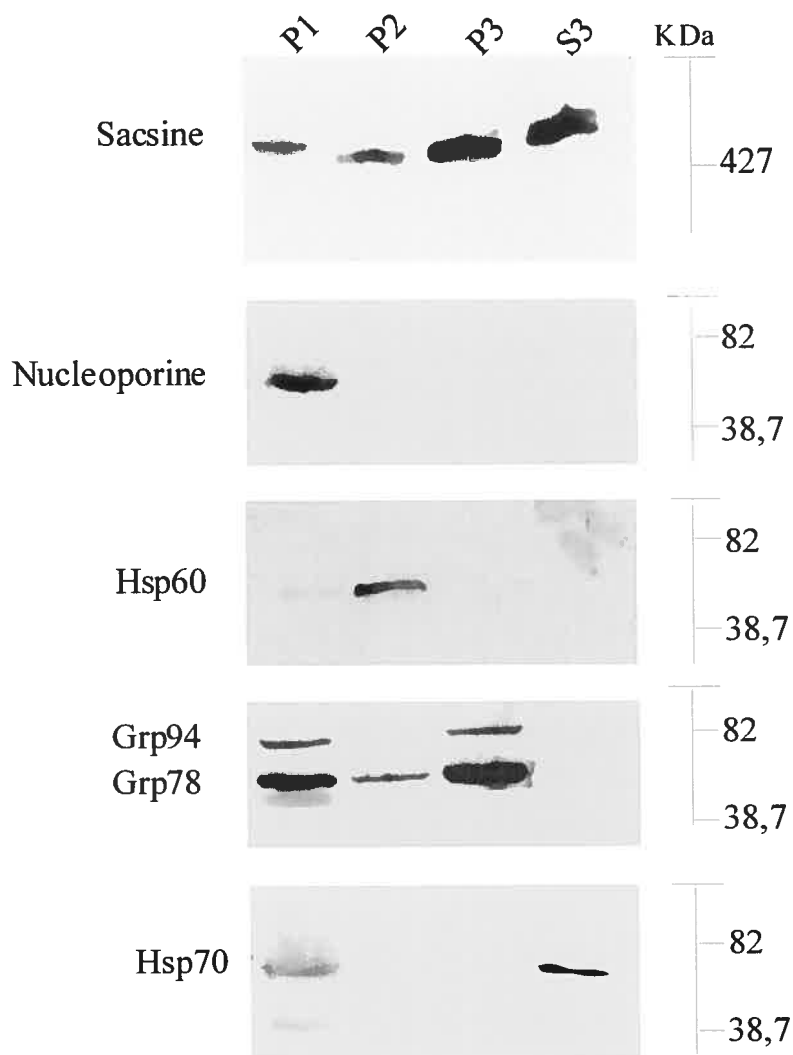 P1 P2 P3 S3 KDa
Sacsine
427
Nucleoporine
82
38,7
Hsp60
82
38,7
Grp94
82
Grp78
38,7
Hsp70
82
38,7